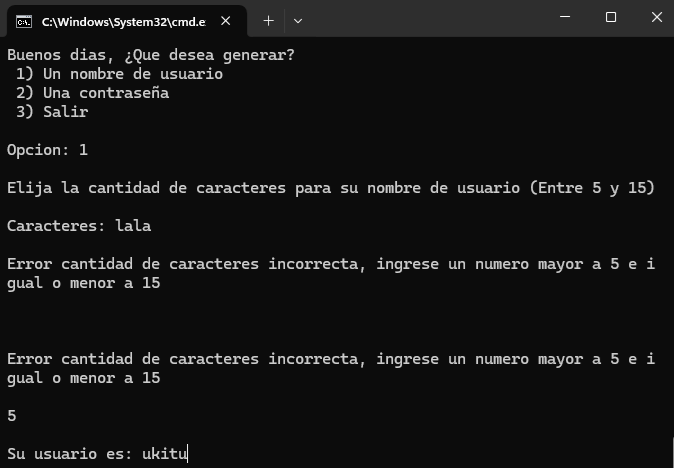 C:\Windows\System32\cmd.e
Buenos dias, ¿Que desea generar?
1) Un nombre de usuario
2) Una contraseña
3) Salir
Opcion: 1
Elija la cantidad de caracteres para su nombre de usuario (Entre 5 y 15)
Caracteres: lala
Error cantidad de caracteres incorrecta, ingrese un numero mayor a 5 e i
gual o menor a 15
Error cantidad de caracteres incorrecta, ingrese un numero mayor a 5 e i
gual o menor a 15
5
Su usuario es: ukitu